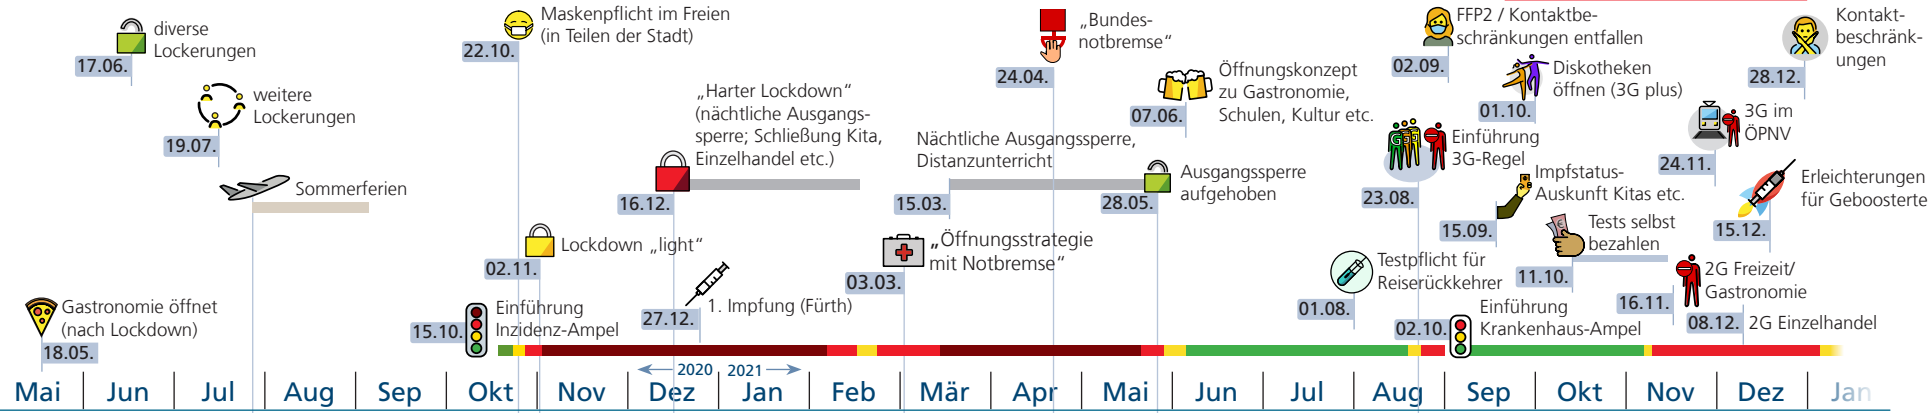 diverse
Lockerungen
17.06.
weitere
Lockerungen
19.07.
Sommerferien
Gastronomie öffnet
(nach Lockdown)
18.05.
Maskenpflicht im Freien
(in Teilen der Stadt)
22.10.
„Harter Lockdown“
(nächtliche Ausgangs-
sperre; Schließung Kita,
Einzelhandel etc.)
16.12.
Lockdown „light“
02.11.
Einführung
Inzidenz-Ampel
15.10.
1. Impfung (Fürth)
27.12.
„Bundes-
notbremse“
24.04.
Nächtliche Ausgangssperre,
Distanzunterricht
15.03.
„Öffnungsstrategie
mit Notbremse“
03.03.
Öffnungskonzept
zu Gastronomie,
Schulen, Kultur etc.
07.06.
Ausgangssperre
aufgehoben
28.05.
FFP2 / Kontaktbe-
schränkungen entfallen
02.09.
Diskotheken
öffnen (3G plus)
01.10.
GGG
Einführung
3G-Regel
23.08.
Impfstatus-
Auskunft Kitas etc.
15.09.
Tests selbst
bezahlen
11.10.
Testpflicht für
Reiserückkehrer
01.08.
Einführung
Krankenhaus-Ampel
02.10.
Kontakt-
beschränk-
ungen
28.12.
3G im
ÖPNV
24.11.
Erleichterungen
für Geboosterte
15.12.
2G Freizeit/
Gastronomie
16.11.
08.12. 2G Einzelhandel
2020 2021
Mai Jun Jul Aug Sep Okt Nov Dez Jan Feb Mär Apr Mai Jun Jul Aug Sep Okt Nov Dez Jan